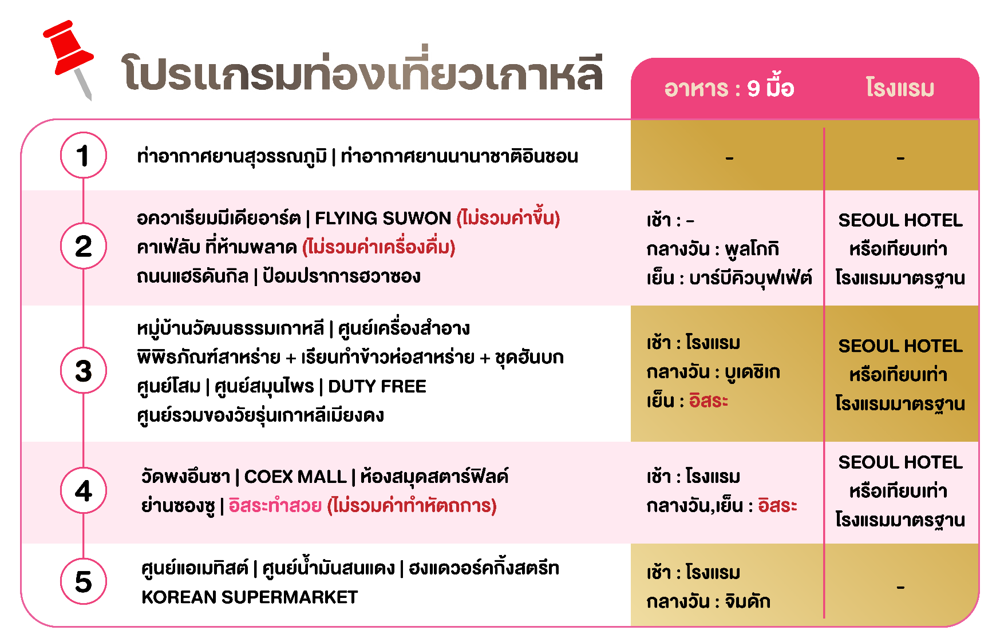 โปรแกรมท่องเที่ยวเกาหลี
อาหาร : 9 มื้อ
โรงแรม
1
ท่าอากาศยานสุวรรณภูมิ | ท่าอากาศยานนานาชาติอินชอน
-
-
2
อควาเรียมมีเดียอาร์ต | FLYING SUWON (ไม่รวมค่าขึ้น)
คาเฟ่ลับ ที่ห้ามพลาด (ไม่รวมค่าเครื่องดื่ม)
ถนนแฮริดันกิล | ป้อมปราการฮวาซอง
เช้า : -
กลางวัน : พูลโกกิ
เย็น : บาร์บีคิวบุฟเฟ่ต์
SEOUL HOTEL
หรือเทียบเท่า
โรงแรมมาตรฐาน
3
หมู่บ้านวัฒนธรรมเกาหลี | ศูนย์เครื่องสำอาง
พิพิธภัณฑ์สาหร่าย + เรียนทำข้าวห่อสาหร่าย + ชุดฮันบก
ศูนย์โสม | ศูนย์สมุนไพร | DUTY FREE
ศูนย์รวมของวัยรุ่นเกาหลีเมียงดง
เช้า : โรงแรม
กลางวัน : บูเดชิเก
เย็น : อิสระ
SEOUL HOTEL
หรือเทียบเท่า
โรงแรมมาตรฐาน
4
วัดพงอึนซา | COEX MALL | ห้องสมุดสตาร์ฟิลด์
ย่านซองซู | อิสระทำสวย (ไม่รวมค่าทำหัตถการ)
เช้า : โรงแรม
กลางวัน,เย็น : อิสระ
SEOUL HOTEL
หรือเทียบเท่า
โรงแรมมาตรฐาน
5
ศูนย์แอเมทิสต์ | ศูนย์น้ำมันสนแดง | ฮงแดวอร์คกิ้งสตรีท
KOREAN SUPERMARKET
เช้า : โรงแรม
กลางวัน : จิมดัก
-